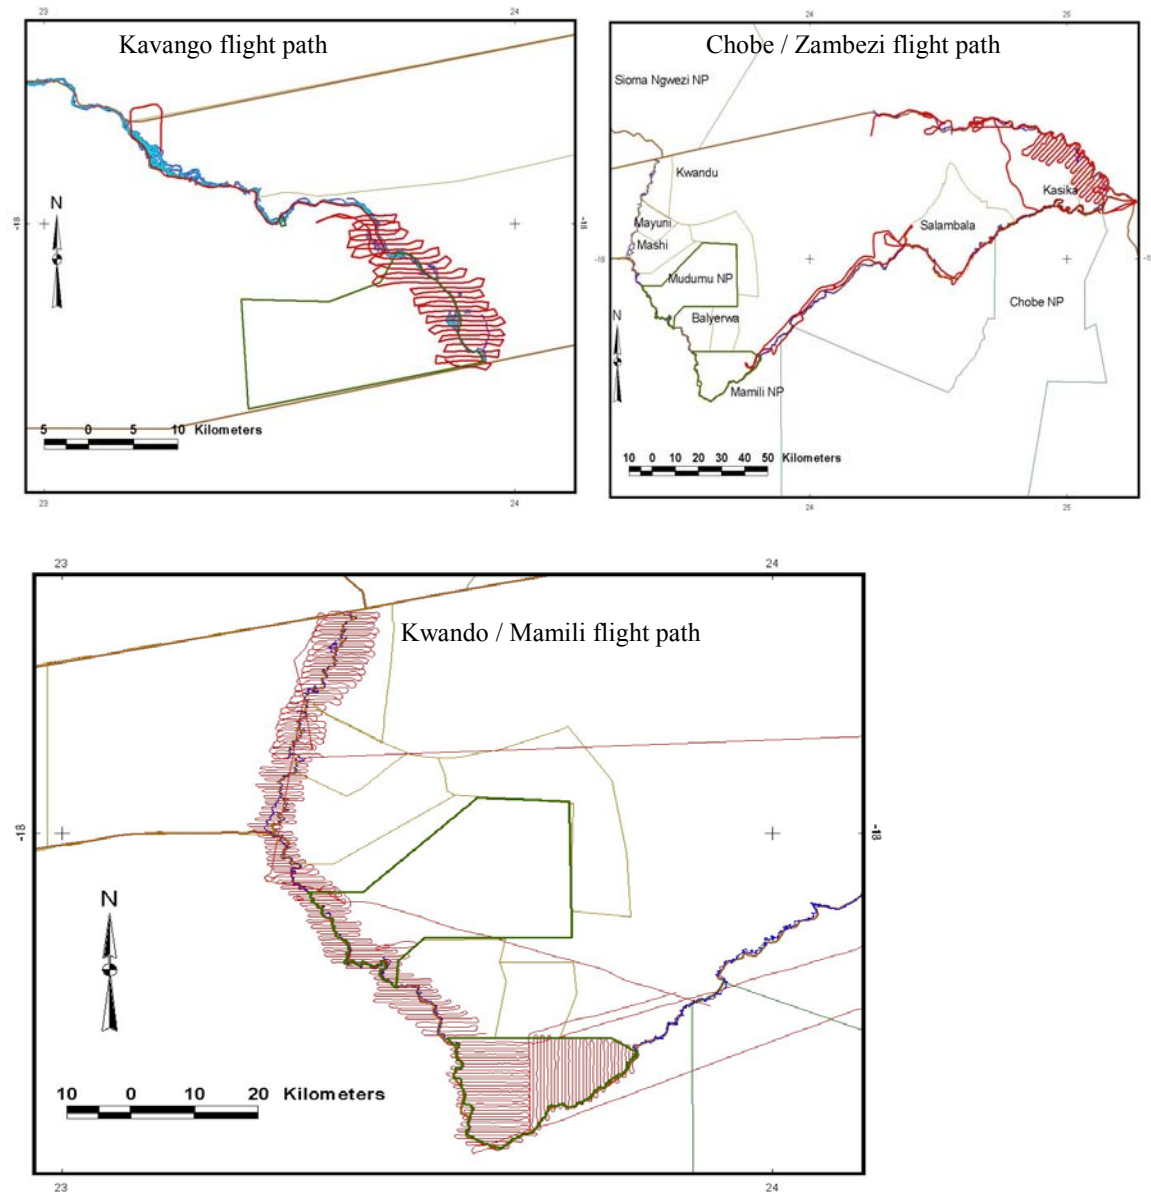 23
24
Kavango flight path
N
-18
-18
5 0 5 10 Kilometers
23
24
24
25
Chobe / Zambezi flight path
Sioma Ngwezi NP
Kwandu
Kasika
Mayuni
Salambala
Mashi
-18
-18
Mudumu NP
Chobe NP
N
Balyerwa
Mamili NP
10 0 10 20 30 40 50 Kilometers
24
25
23
24
Kwando / Mamili flight path
-18
-18
N
10 0 10 20 Kilometers
23
24